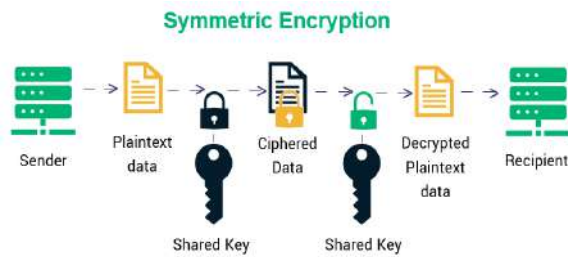 Symmetric Encryption
Sender
Plaintext
data
Ciphered
Data
Decrypted
Plaintext
data
Recipient
Shared Key
Shared Key